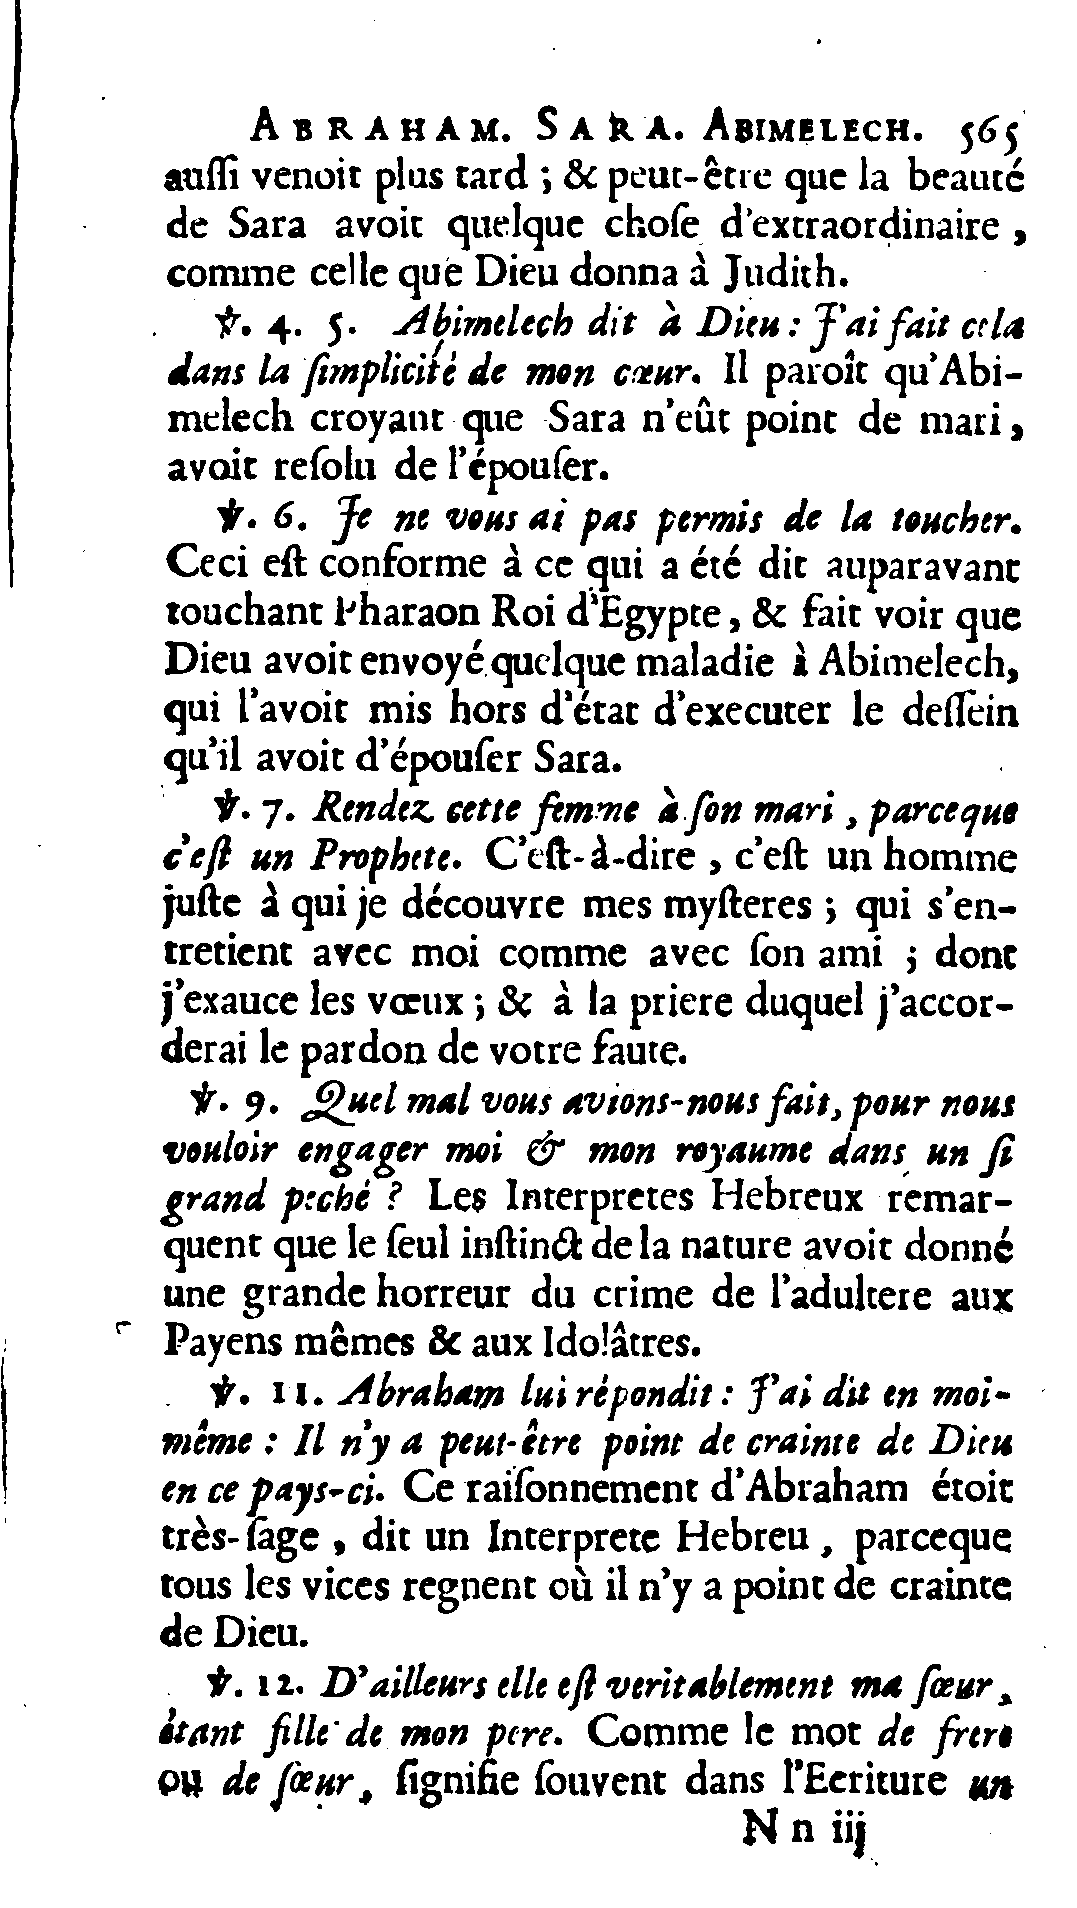 ABRAHAM. SARA. ABIMELECH. 565
auſſi venoit plus tard ; & peut-être que la beauté
de Sara avoit quelque choſe d'extraordinaire ,
comme celle que Dieu donna à Judith.
℣. 4. 5. Abimelech dit à Dieu : J'ai fait cela
dans la ſimplicité de mon cœur. Il paroît qu'Abi-
melech croyant que Sara n'eût point de mari ,
avoit reſolu de l'épouſer.
℣. 6. Je ne vous ai pas permis de la toucher.
Ceci eſt conforme à ce qui a été dit auparavant
touchant Pharaon Roi d'Egypte , & fait voir que
Dieu avoit envoyé quelque maladie à Abimelech,
qui l'avoit mis hors d'état d'executer le deſſein
qu'il avoit d'épouſer Sara.
℣. 7. Rendez cette femme à ſon mari , parceque
c'eſt un Prophete. C'eſt-à-dire , c'eſt un homme
juſte à qui je découvre mes myſteres ; qui s'en-
tretient avec moi comme avec ſon ami ; dont
j'exauce les vœux ; & à la priere duquel j'accor-
derai le pardon de votre faute.
℣. 9. Quel mal vous avions-nous fait, pour nous
vouloir engager moi & mon royaume dans un ſi
grand peché ? Les Interpretes Hebreux remar-
quent que le ſeul inſtinct de la nature avoit donné
une grande horreur du crime de l'adultere aux
Payens mêmes & aux Idolâtres.
℣. 11. Abraham lui répondit : J'ai dit en moi-
même : Il n'y a peut-être point de crainte de Dieu
en ce pays-ci. Ce raiſonnement d'Abraham étoit
très-ſage , dit un Interprete Hebreu , parceque
tous les vices regnent où il n'y a point de crainte
de Dieu.
℣. 12. D'ailleurs elle eſt veritablement ma ſœur ,
étant fille de mon pere. Comme le mot de frere
ou de ſœur , ſignifie ſouvent dans l'Ecriture un
N n iij